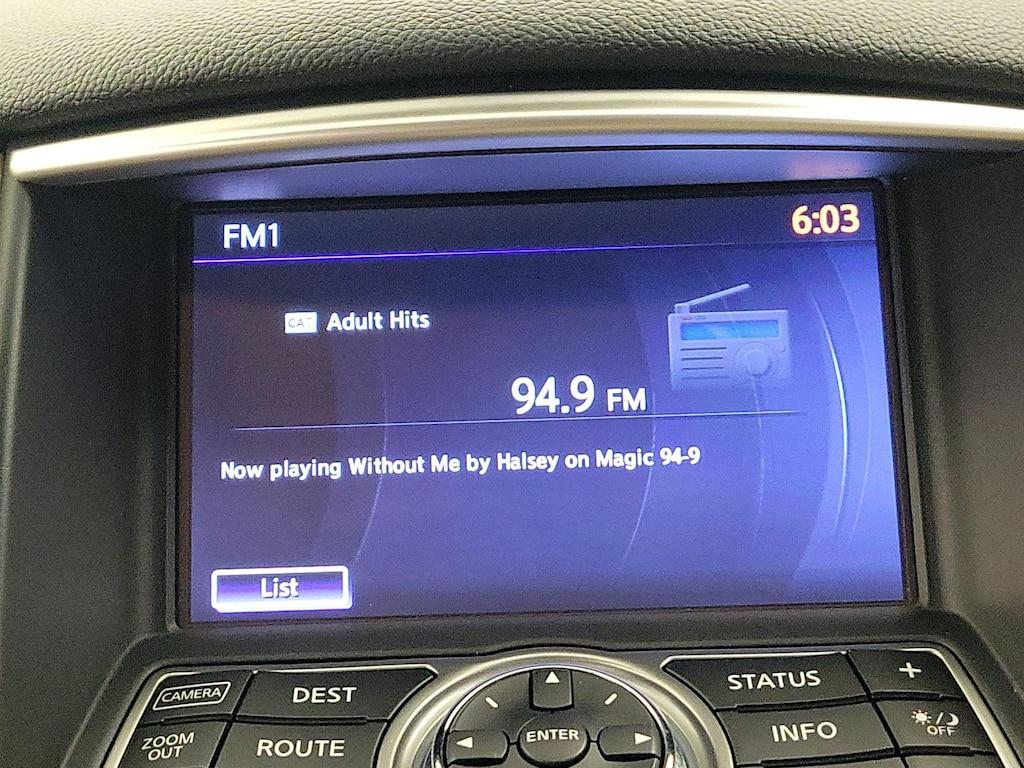 FM1 6:03
CAT Adult Hits
94.9 FM
Now playing Without Me by Halsey on Magic 94-9
List
CAMERA DEST STATUS +
ZOOM OUT ROUTE ENTER INFO OFF